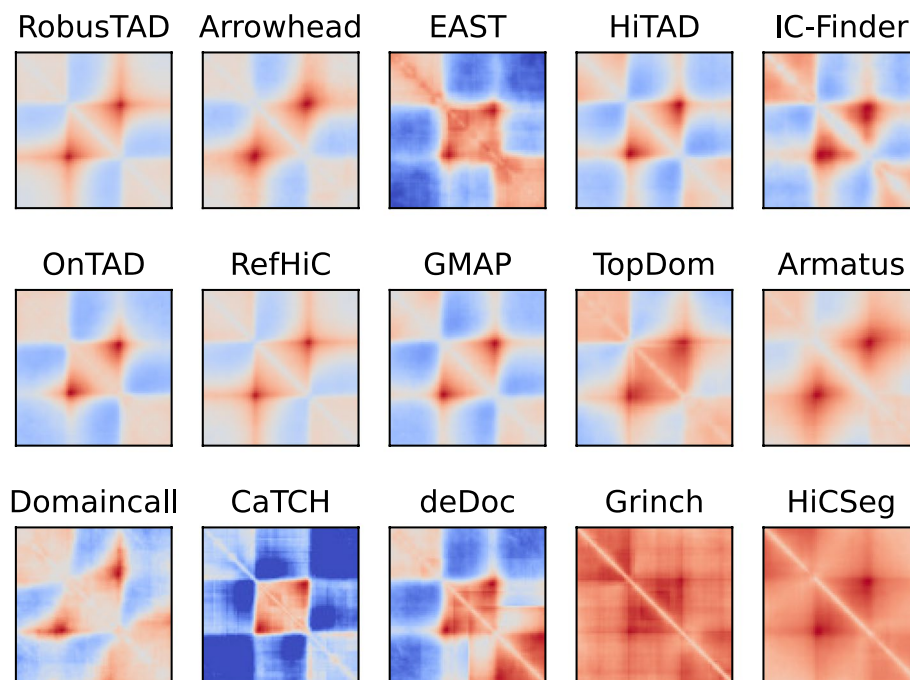 RobusTAD Arrowhead EAST HiTAD IC-Finder
OnTAD RefHiC GMAP TopDom Armatus
Domaincall CaTCH deDoc Grinch HiCSeg